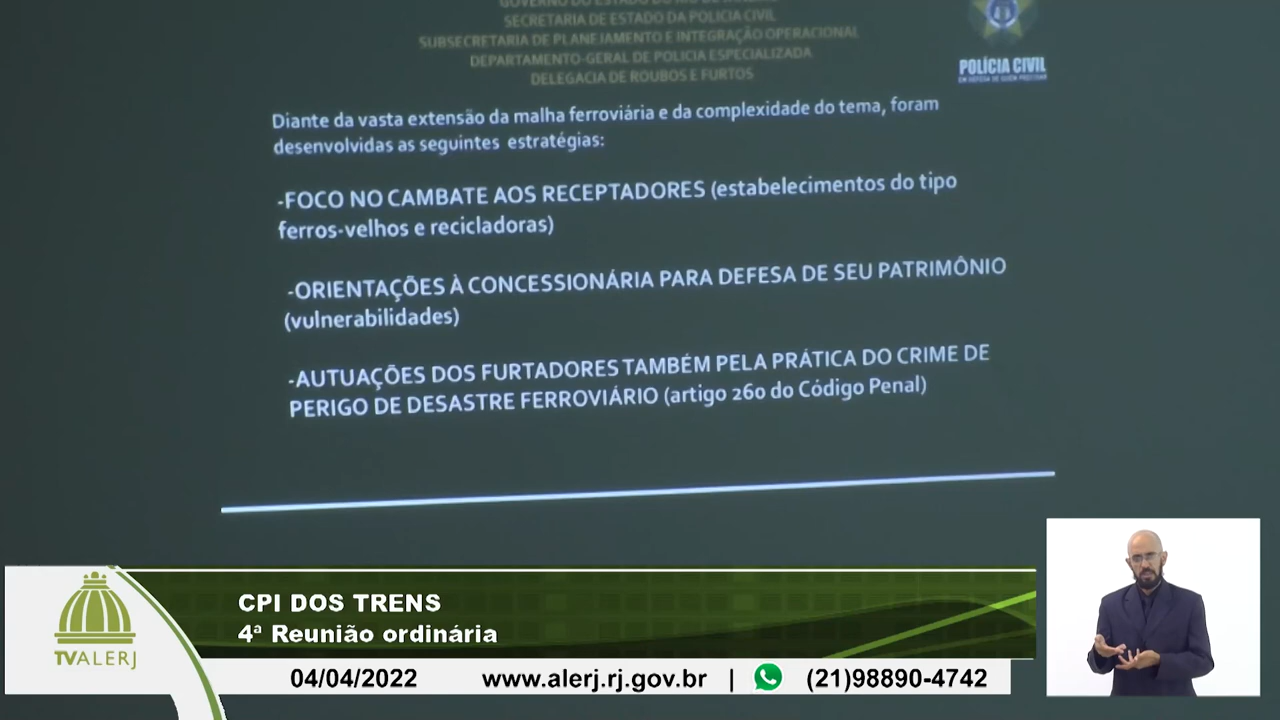 GOVERNO DO ESTADO DO RIO DE JANEIRO
SECRETARIA DE ESTADO DA POLICIA CIVIL
SUBSECRETARIA DE PLANEJAMENTO E INTEGRAÇÃO OPERACIONAL
DEPARTAMENTO-GERAL DE POLICIA ESPECIALIZADA
DELEGACIA DE ROUBOS E FURTOS
POLÍCIA CIVIL
Diante da vasta extensão da malha ferroviária e da complexidade do tema, foram
desenvolvidas as seguintes estratégias:
-FOCO NO CAMBATE AOS RECEPTADORES (estabelecimentos do tipo
ferros-velhos e recicladoras)
-ORIENTAÇÕES À CONCESSIONÁRIA PARA DEFESA DE SEU PATRIMÔNIO
(vulnerabilidades)
-AUTUAÇÕES DOS FURTADORES TAMBÉM PELA PRÁTICA DO CRIME DE
PERIGO DE DESASTRE FERROVIÁRIO (artigo 260 do Código Penal)
CPI DOS TRENS
4ª Reunião ordinária
TVALERJ
04/04/2022 www.alerj.rj.gov.br | (21)98890-4742